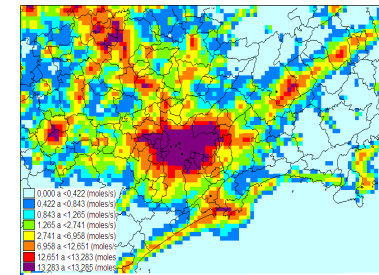 0,000 a <0,422 (moles/s)
0,422 a <0,843 (moles/s)
0,843 a <1,265 (moles/s)
1,265 a <2,741 (moles/s)
2,741 a <6,958 (moles/s)
6,958 a <12,651 (moles/s)
12,651 a <13,283 (moles/s)
13,283 a <13,285 (moles/s)